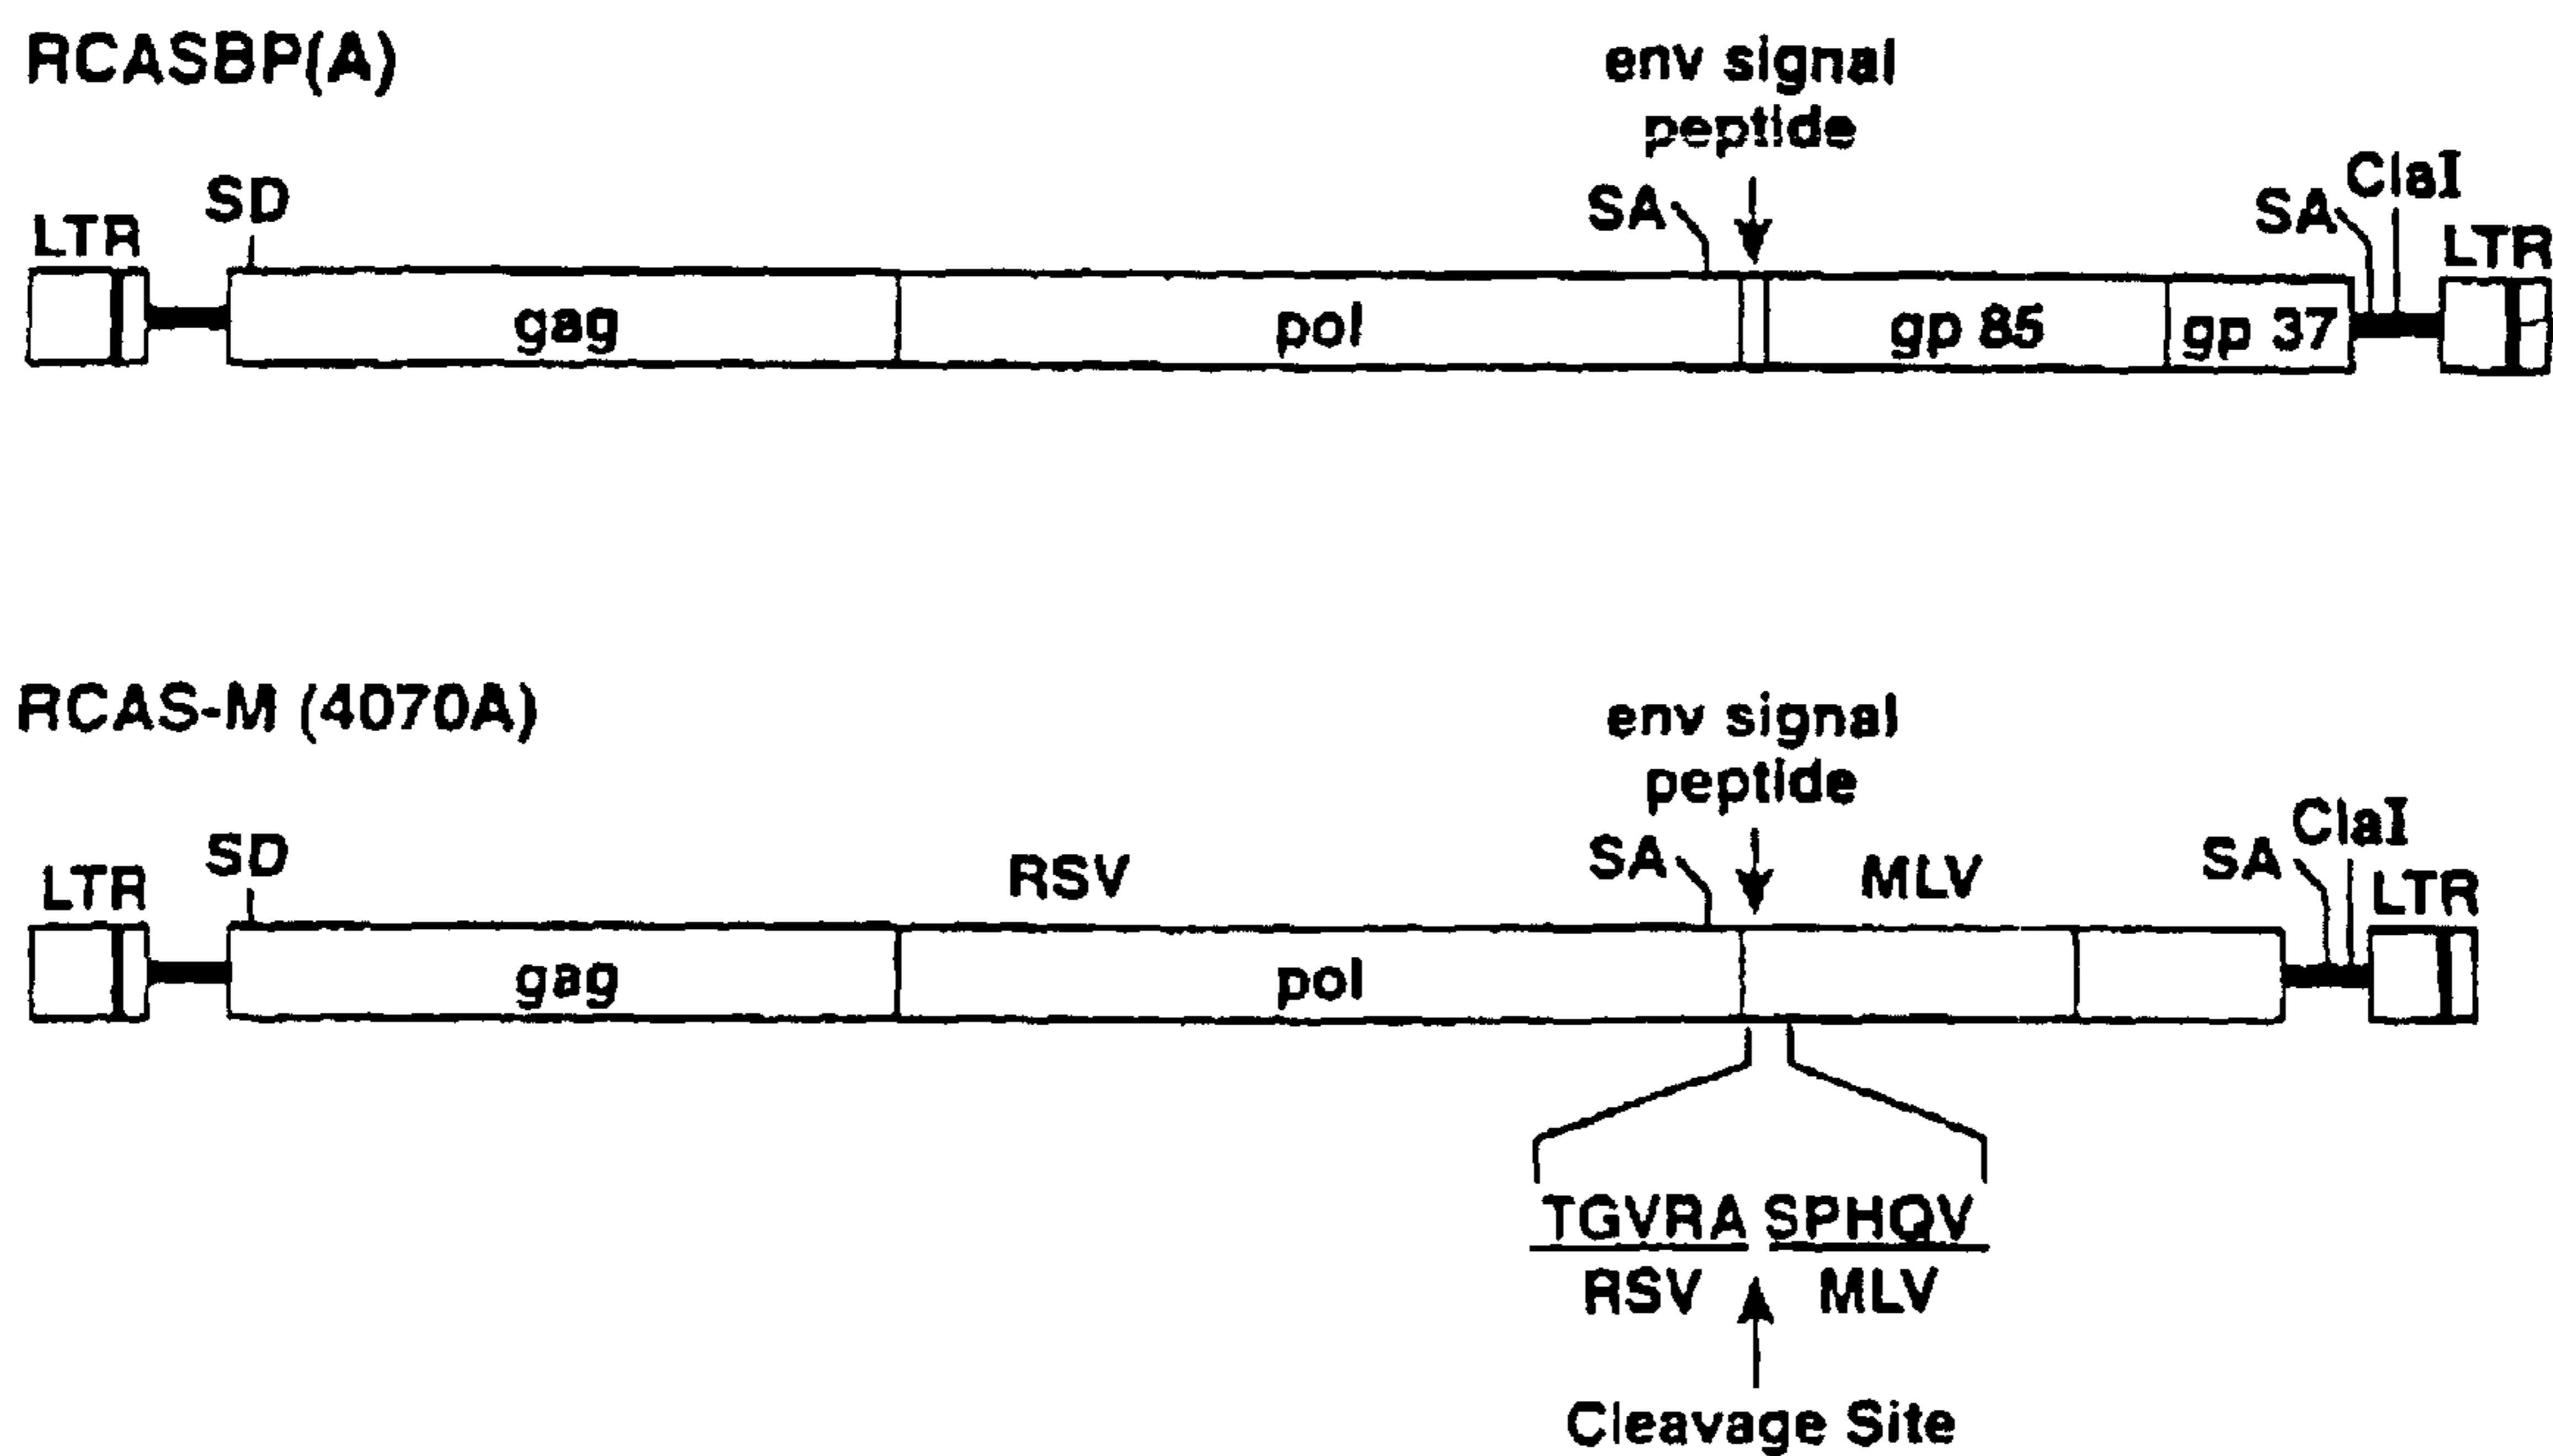 RCASBP(A)
env signal
peptide
SA
ClaI
SD
SA
LTR
LTR
gag
pol
gp 85
gp 37
RCAS-M (4070A)
env signal
peptide
ClaI
SD
RSV
SA
MLV
SA
LTR
LTR
gag
pol
TGVRA SPHQV
RSV MLV
Cleavage Site